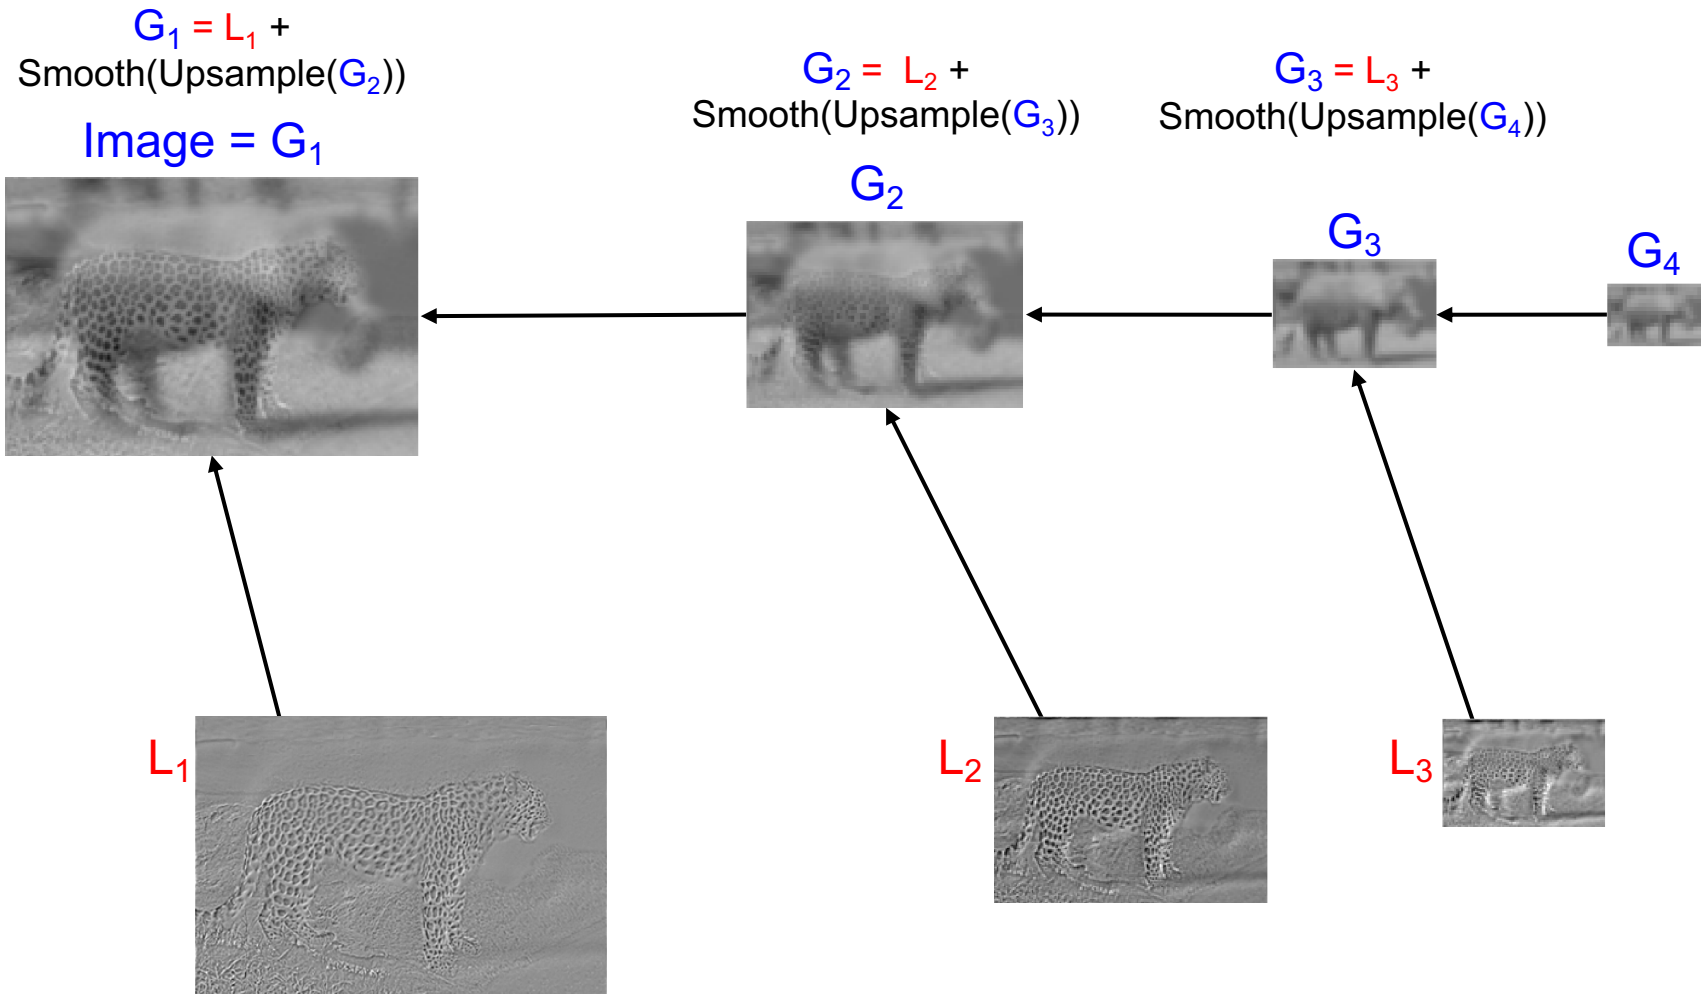 G₁ = L₁ +
Smooth(Upsample(G₂))
Image = G₁
G₂ = L₂ +
Smooth(Upsample(G₃))
G₂
G₃ = L₃ +
Smooth(Upsample(G₄))
G₃
G₄
L₁
L₂
L₃